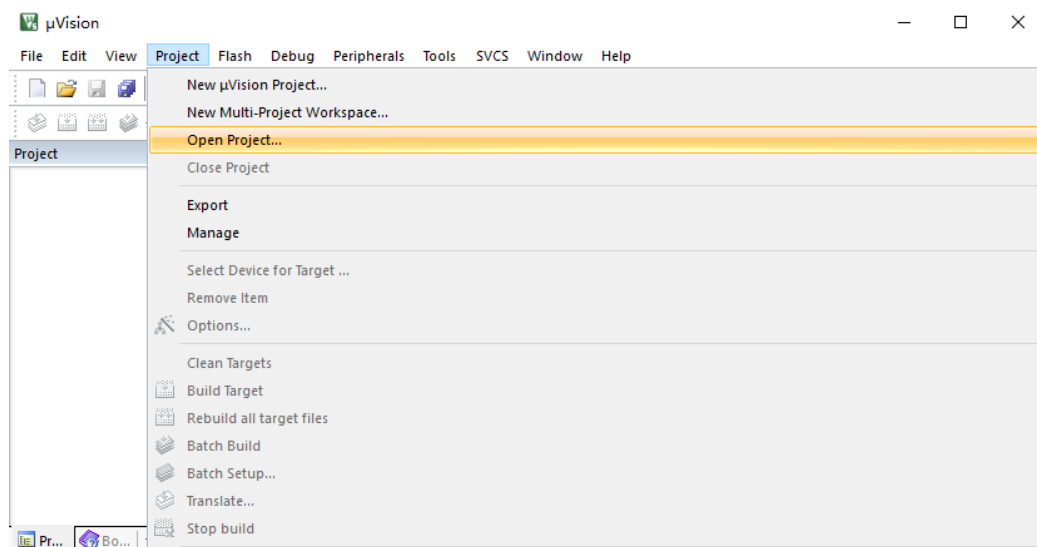 µVision
File Edit View Project Flash Debug Peripherals Tools SVCS Window Help
New µVision Project...
New Multi-Project Workspace...
Open Project...
Project
Close Project
Export
Manage
Select Device for Target ...
Remove Item
Options...
Clean Targets
Build Target
Rebuild all target files
Batch Build
Batch Setup...
Translate...
Stop build
Pr... Bo...